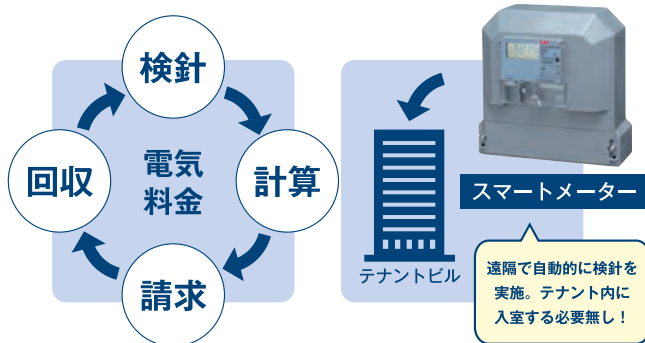 検針
電気
料金
回収
計算
請求
テナントビル
スマートメーター
遠隔で自動的に検針を
実施。テナント内に
入室する必要無し！